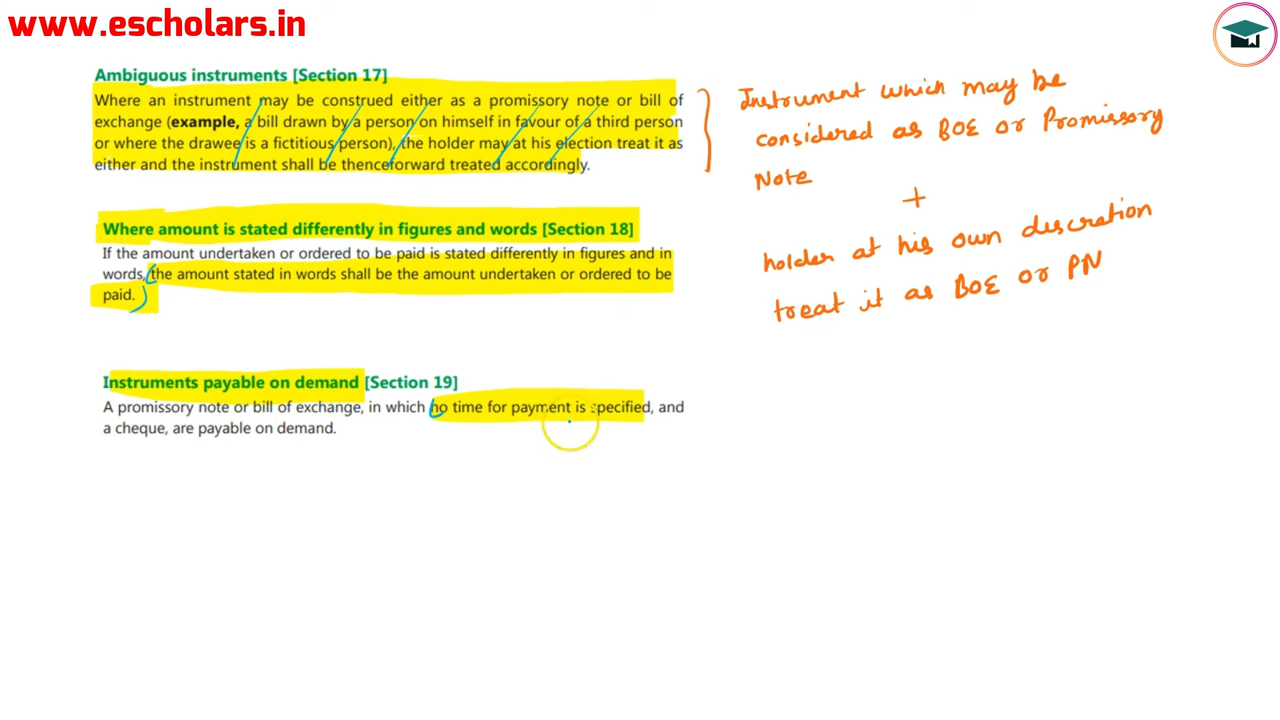 www.escholars.in
Ambiguous instruments [Section 17]
Where an instrument may be construed either as a promissory note or bill of
exchange (example, a bill drawn by a person on himself in favour of a third person
or where the drawee is a fictitious person), the holder may at his election treat it as
either and the instrument shall be thenceforward treated accordingly.
Instrument which may be
considered as BOE or Promissory
Note
+
holder at his own discretion
treat it as BOE or PN
Where amount is stated differently in figures and words [Section 18]
If the amount undertaken or ordered to be paid is stated differently in figures and in
words, the amount stated in words shall be the amount undertaken or ordered to be
paid.
Instruments payable on demand [Section 19]
A promissory note or bill of exchange, in which no time for payment is specified, and
a cheque, are payable on demand.